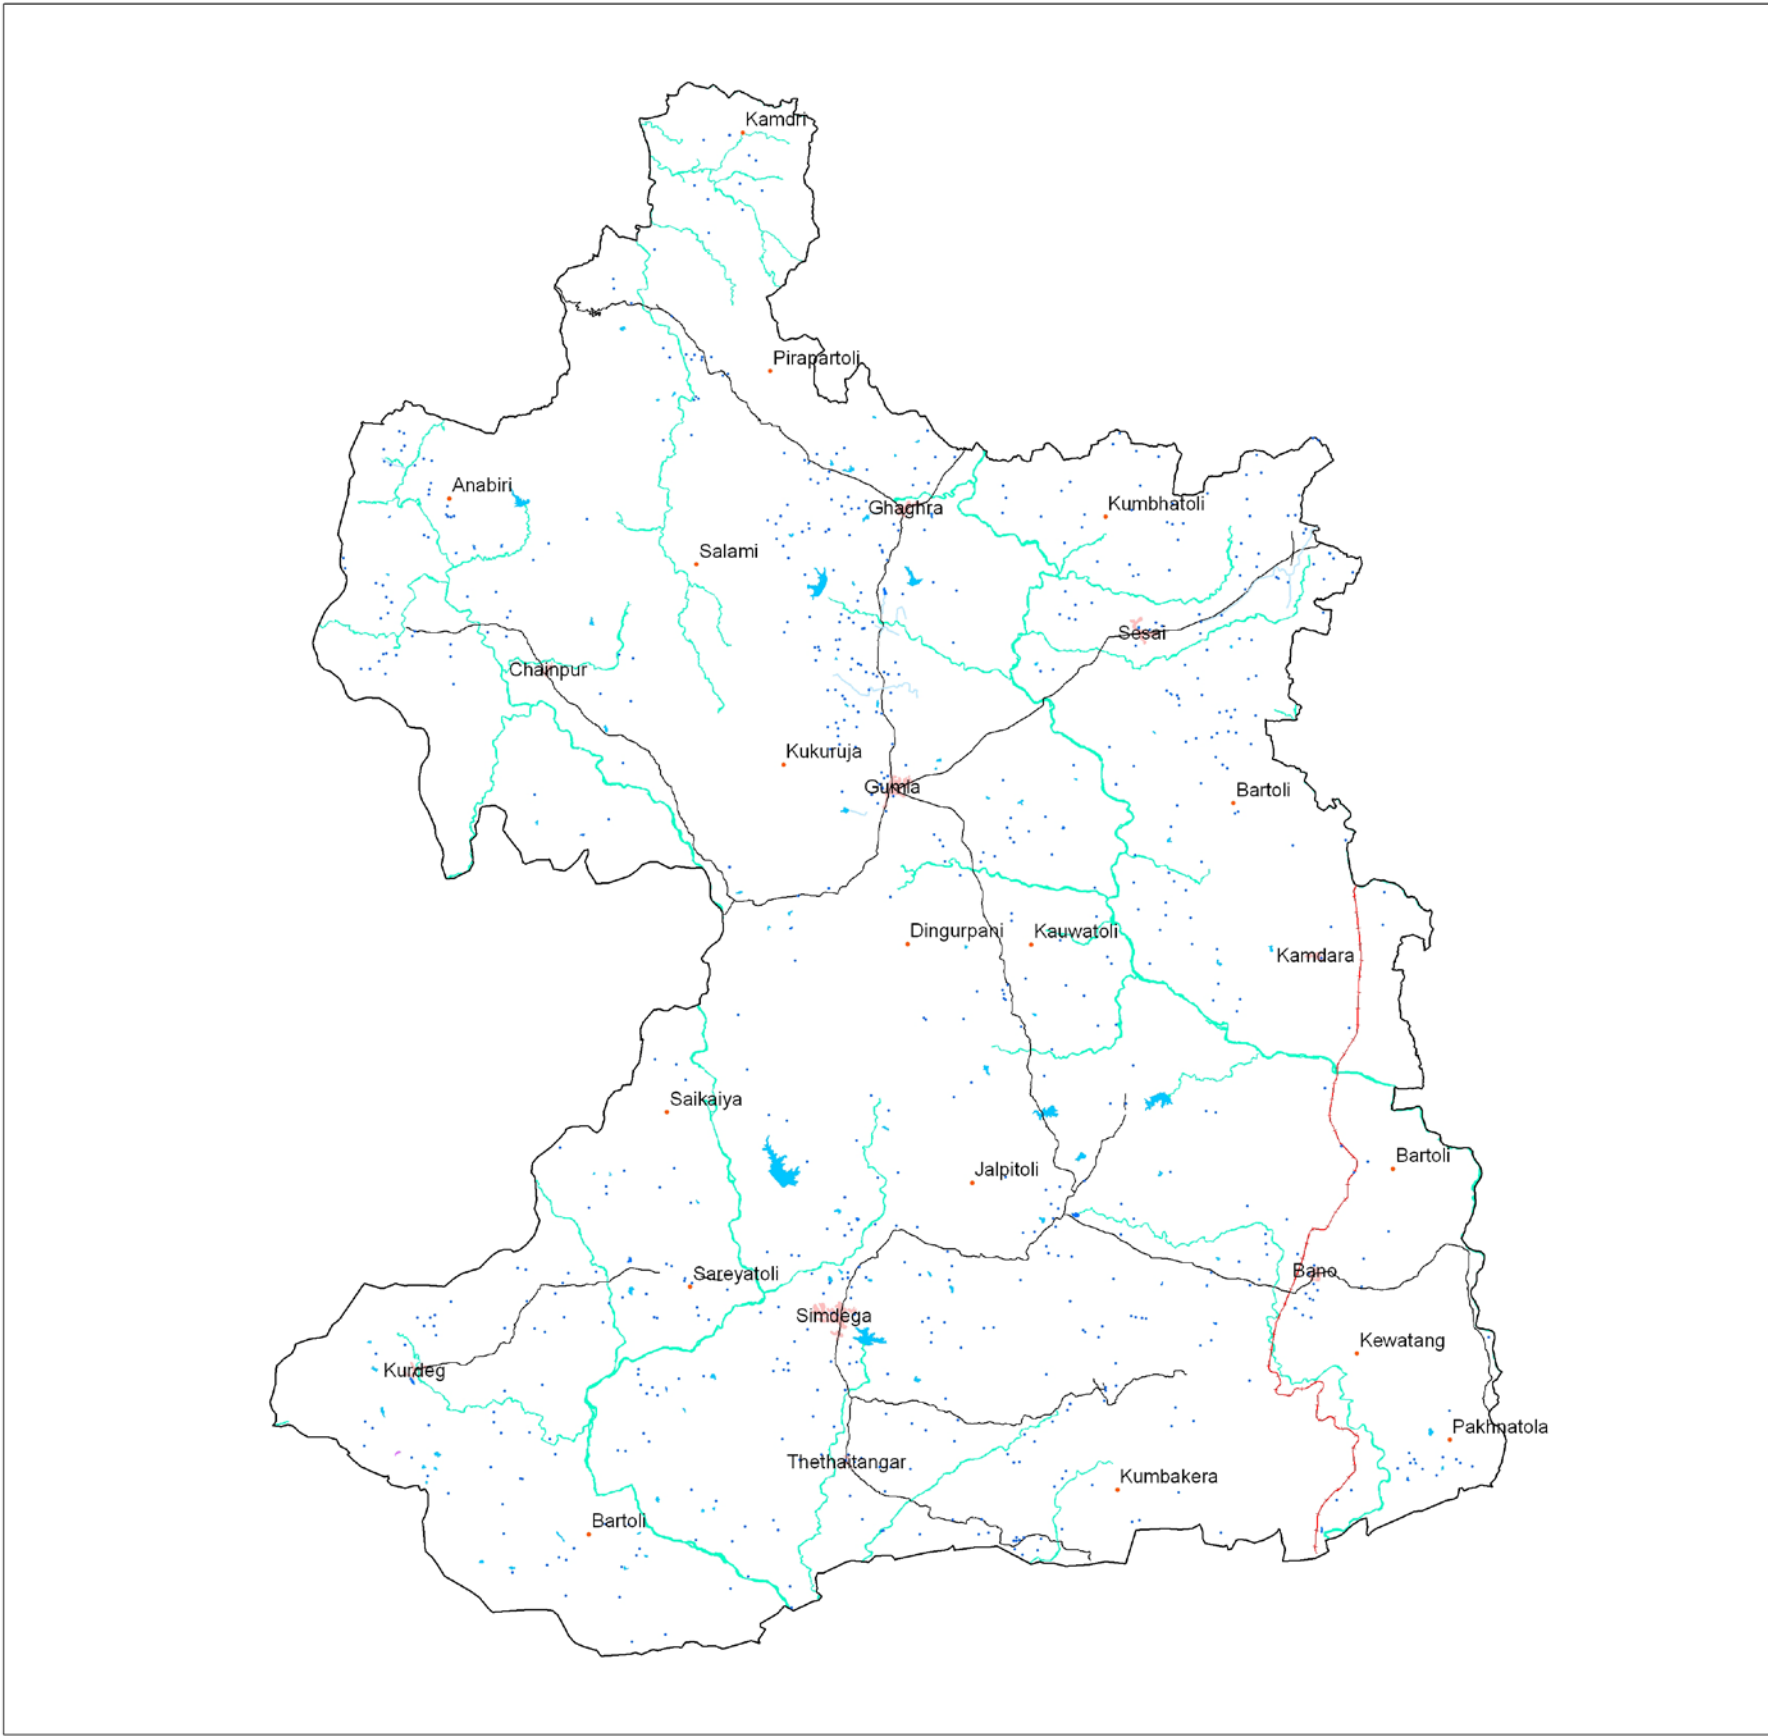 Kamdri
Pirapartoli
Anabiri
Ghaghra
Kumbhatoli
Salami
Sesai
Chainpur
Kukuruja
Gumla
Bartoli
Dingurpani
Kauwatoli
Kamdara
Saikaiya
Jalpitoli
Bartoli
Sareyatoli
Bano
Simdega
Kewatang
Kurdeg
Pakhnatola
Thethaitangar
Kumbakera
Bartoli